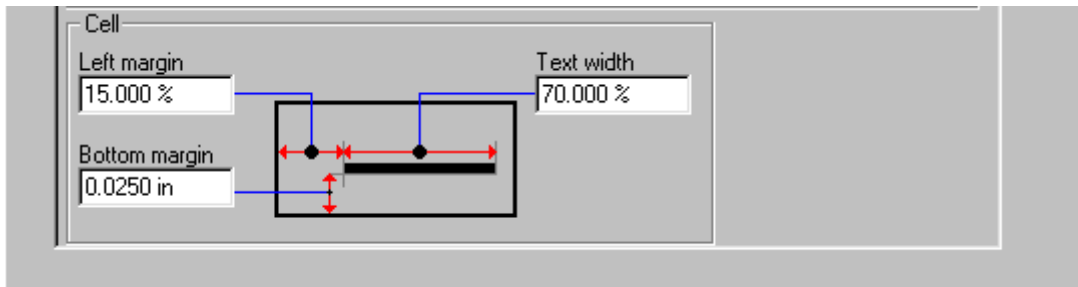 Cell
Left margin
15.000 %
Text width
70.000 %
Bottom margin
0.0250 in